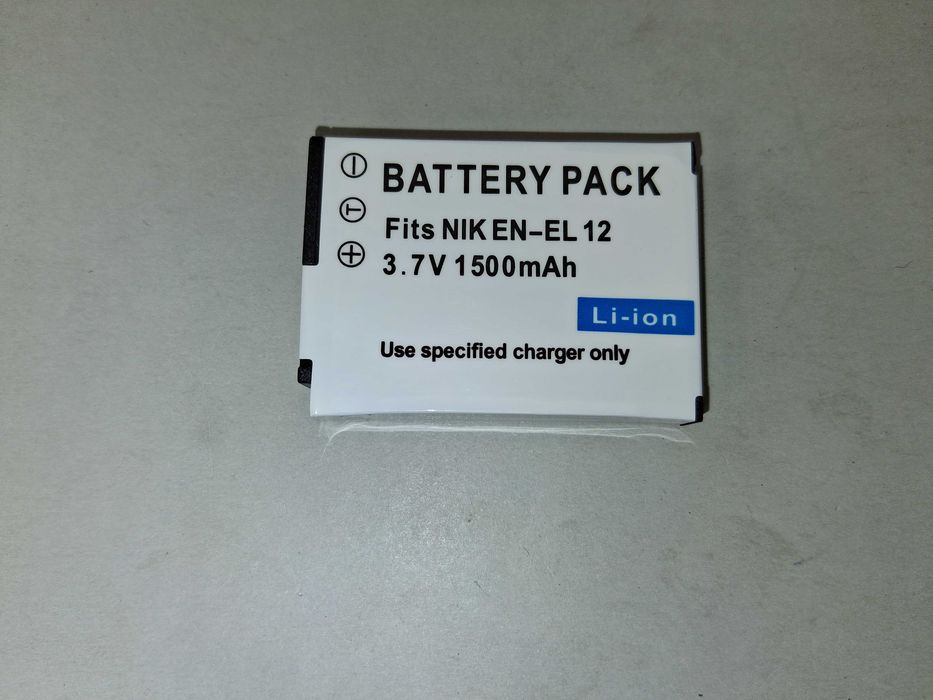 BATTERY PACK
Fits NIK EN-EL 12
3.7V 1500mAh
Li-ion
Use specified charger only